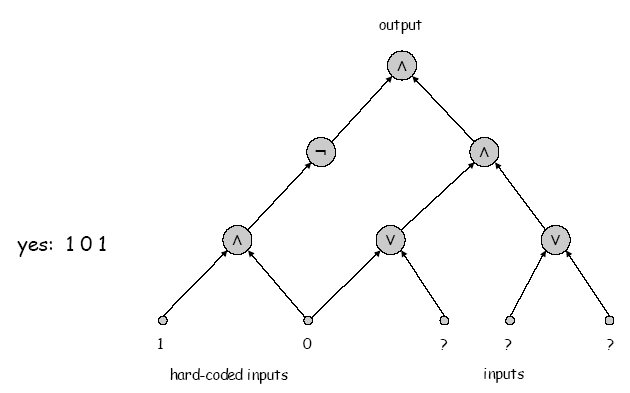 output
∧
¬ ∧
yes: 1 0 1 ∧ ∨ ∨
1 0 ? ? ?
hard-coded inputs inputs